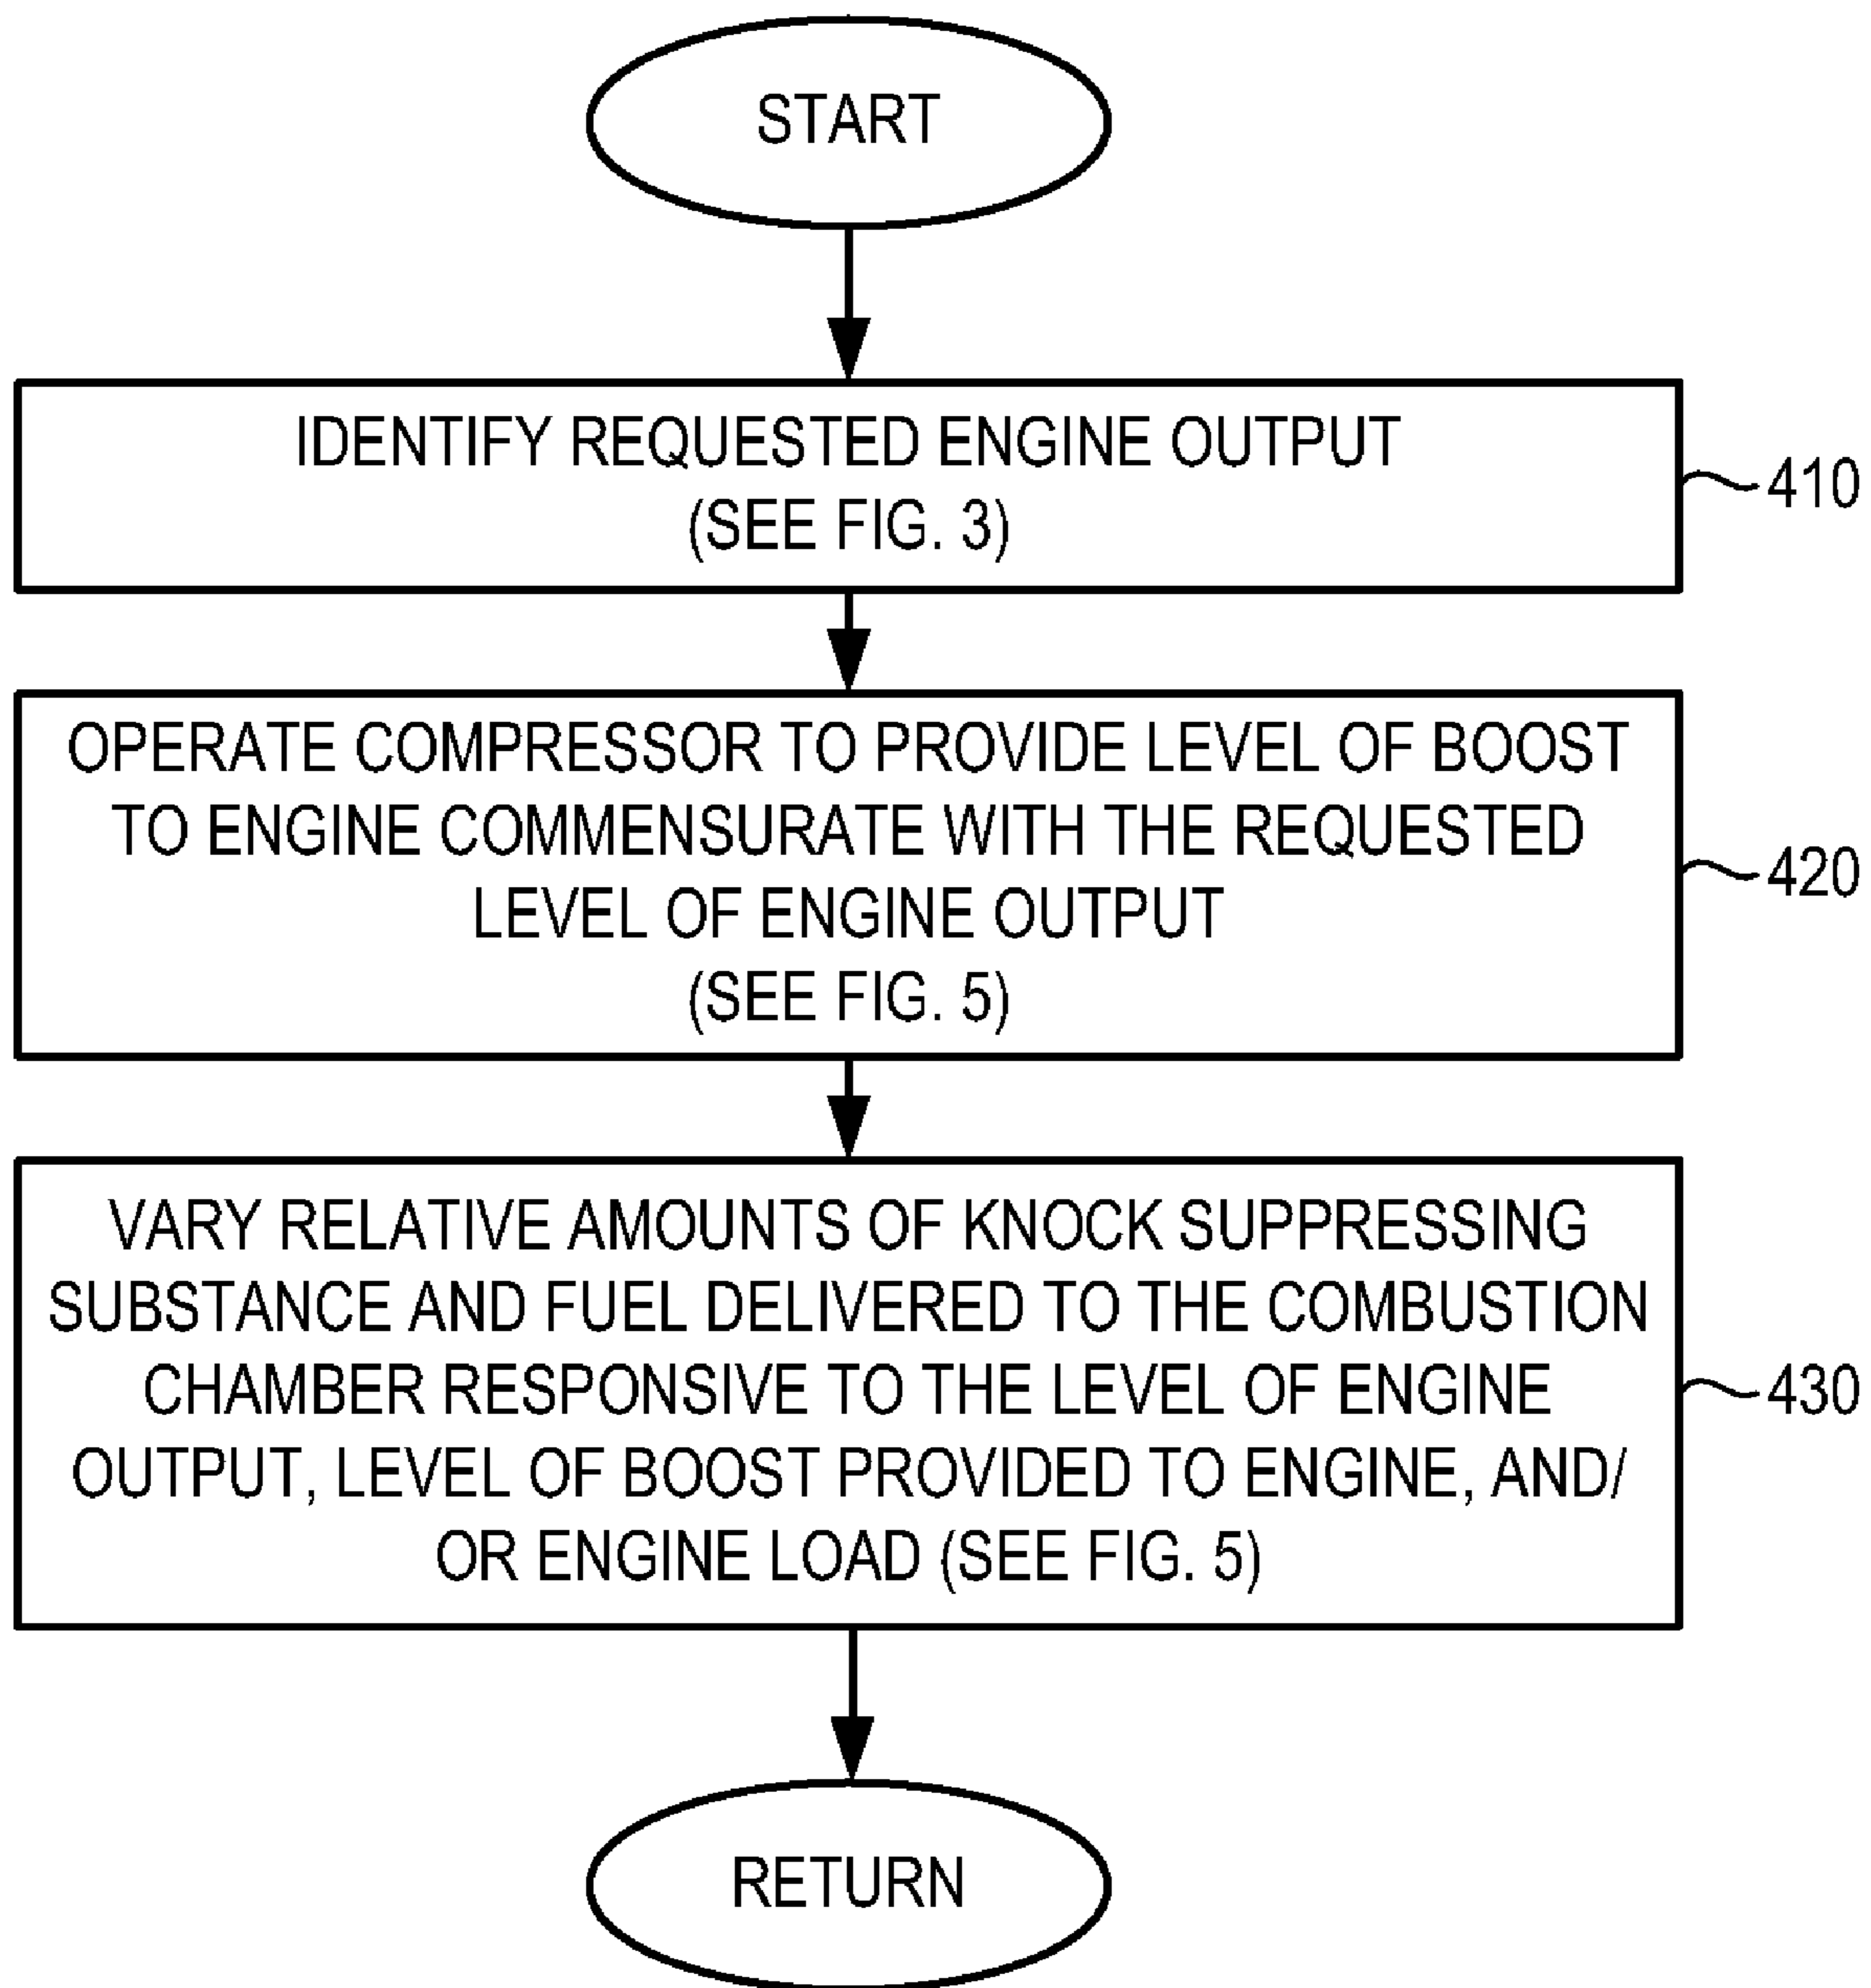 START
IDENTIFY REQUESTED ENGINE OUTPUT
(SEE FIG. 3)
410
OPERATE COMPRESSOR TO PROVIDE LEVEL OF BOOST
TO ENGINE COMMENSURATE WITH THE REQUESTED
LEVEL OF ENGINE OUTPUT
(SEE FIG. 5)
420
VARY RELATIVE AMOUNTS OF KNOCK SUPPRESSING
SUBSTANCE AND FUEL DELIVERED TO THE COMBUSTION
CHAMBER RESPONSIVE TO THE LEVEL OF ENGINE
OUTPUT, LEVEL OF BOOST PROVIDED TO ENGINE, AND/
OR ENGINE LOAD (SEE FIG. 5)
430
RETURN